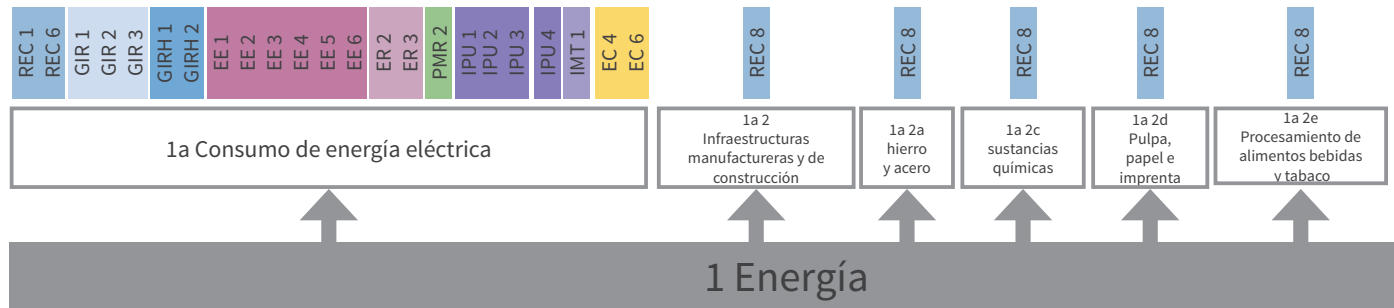 REC 1
REC 6
GIR 1
GIR 2
GIR 3
GIRH 1
GIRH 2
EE 1
EE 2
EE 3
EE 4
EE 5
EE 6
ER 2
ER 3
PMR 2
IPU 1
IPU 2
IPU 3
IPU 4
IMT 1
EC 4
EC 6
REC 8
REC 8
REC 8
REC 8
REC 8
1a Consumo de energía eléctrica
1a 2
Infraestructuras
manufactureras y de
construcción
1a 2a
hierro
y acero
1a 2c
sustancias
químicas
1a 2d
Pulpa,
papel e
imprenta
1a 2e
Procesamiento de
alimentos bebidas
y tabaco
1 Energía